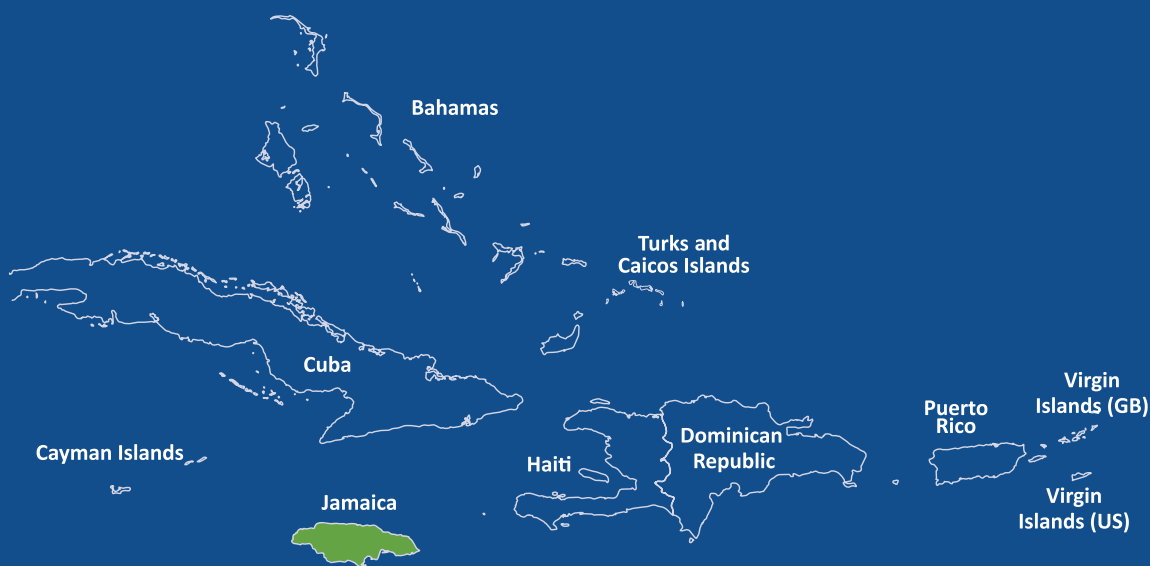 Bahamas
Turks and
Caicos Islands
Cuba
Virgin
Islands (GB)
Puerto
Rico
Dominican
Republic
Cayman Islands
Haiti
Jamaica
Virgin
Islands (US)